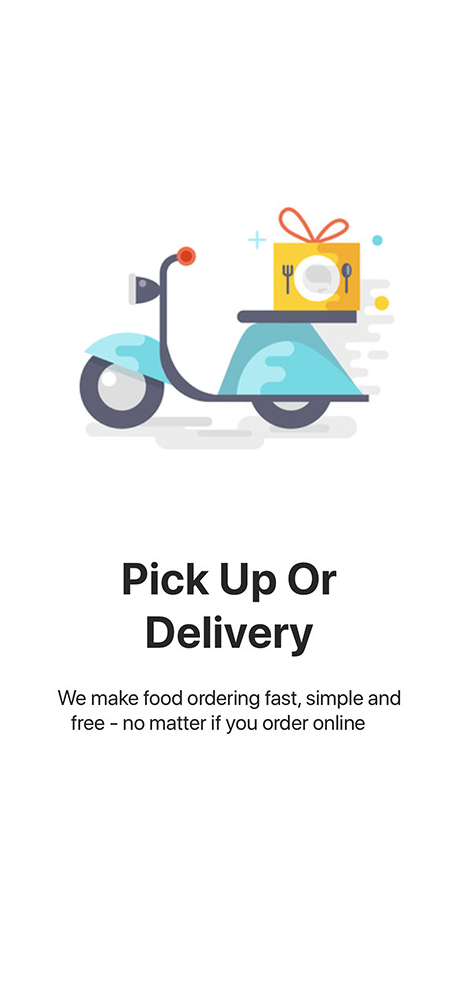 Pick Up Or
Delivery
We make food ordering fast, simple and
free - no matter if you order online